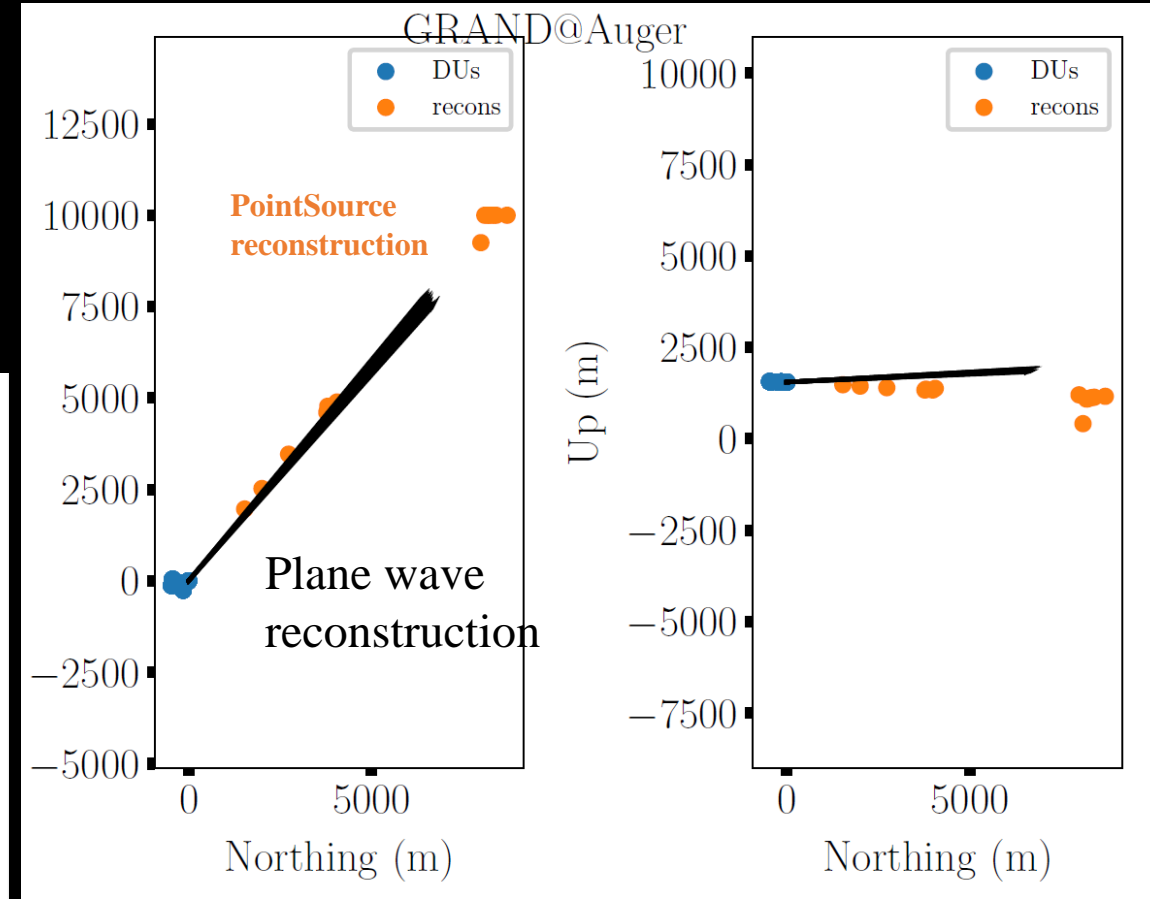 GRAND@Auger
DUs
recons
12500
10000
7500
5000
2500
0
−2500
−5000
PointSource
reconstruction
Plane wave
reconstruction
0
5000
Northing (m)
DUs
recons
Up (m)
10000
7500
5000
2500
0
−2500
−5000
−7500
0
5000
Northing (m)